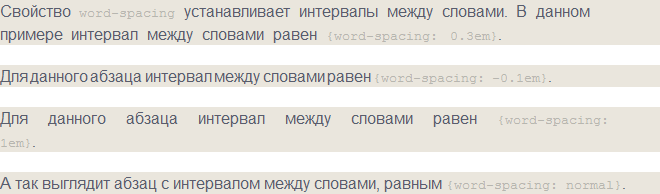 Свойство word-spacing устанавливает интервалы между словами. В данном
примере интервал между словами равен {word-spacing: 0.3em}.
Для данного абзаца интервал между словами равен {word-spacing: -0.1em}.
Для данного абзаца интервал между словами равен {word-spacing:
1em}.
А так выглядит абзац с интервалом между словами, равным {word-spacing: normal}.